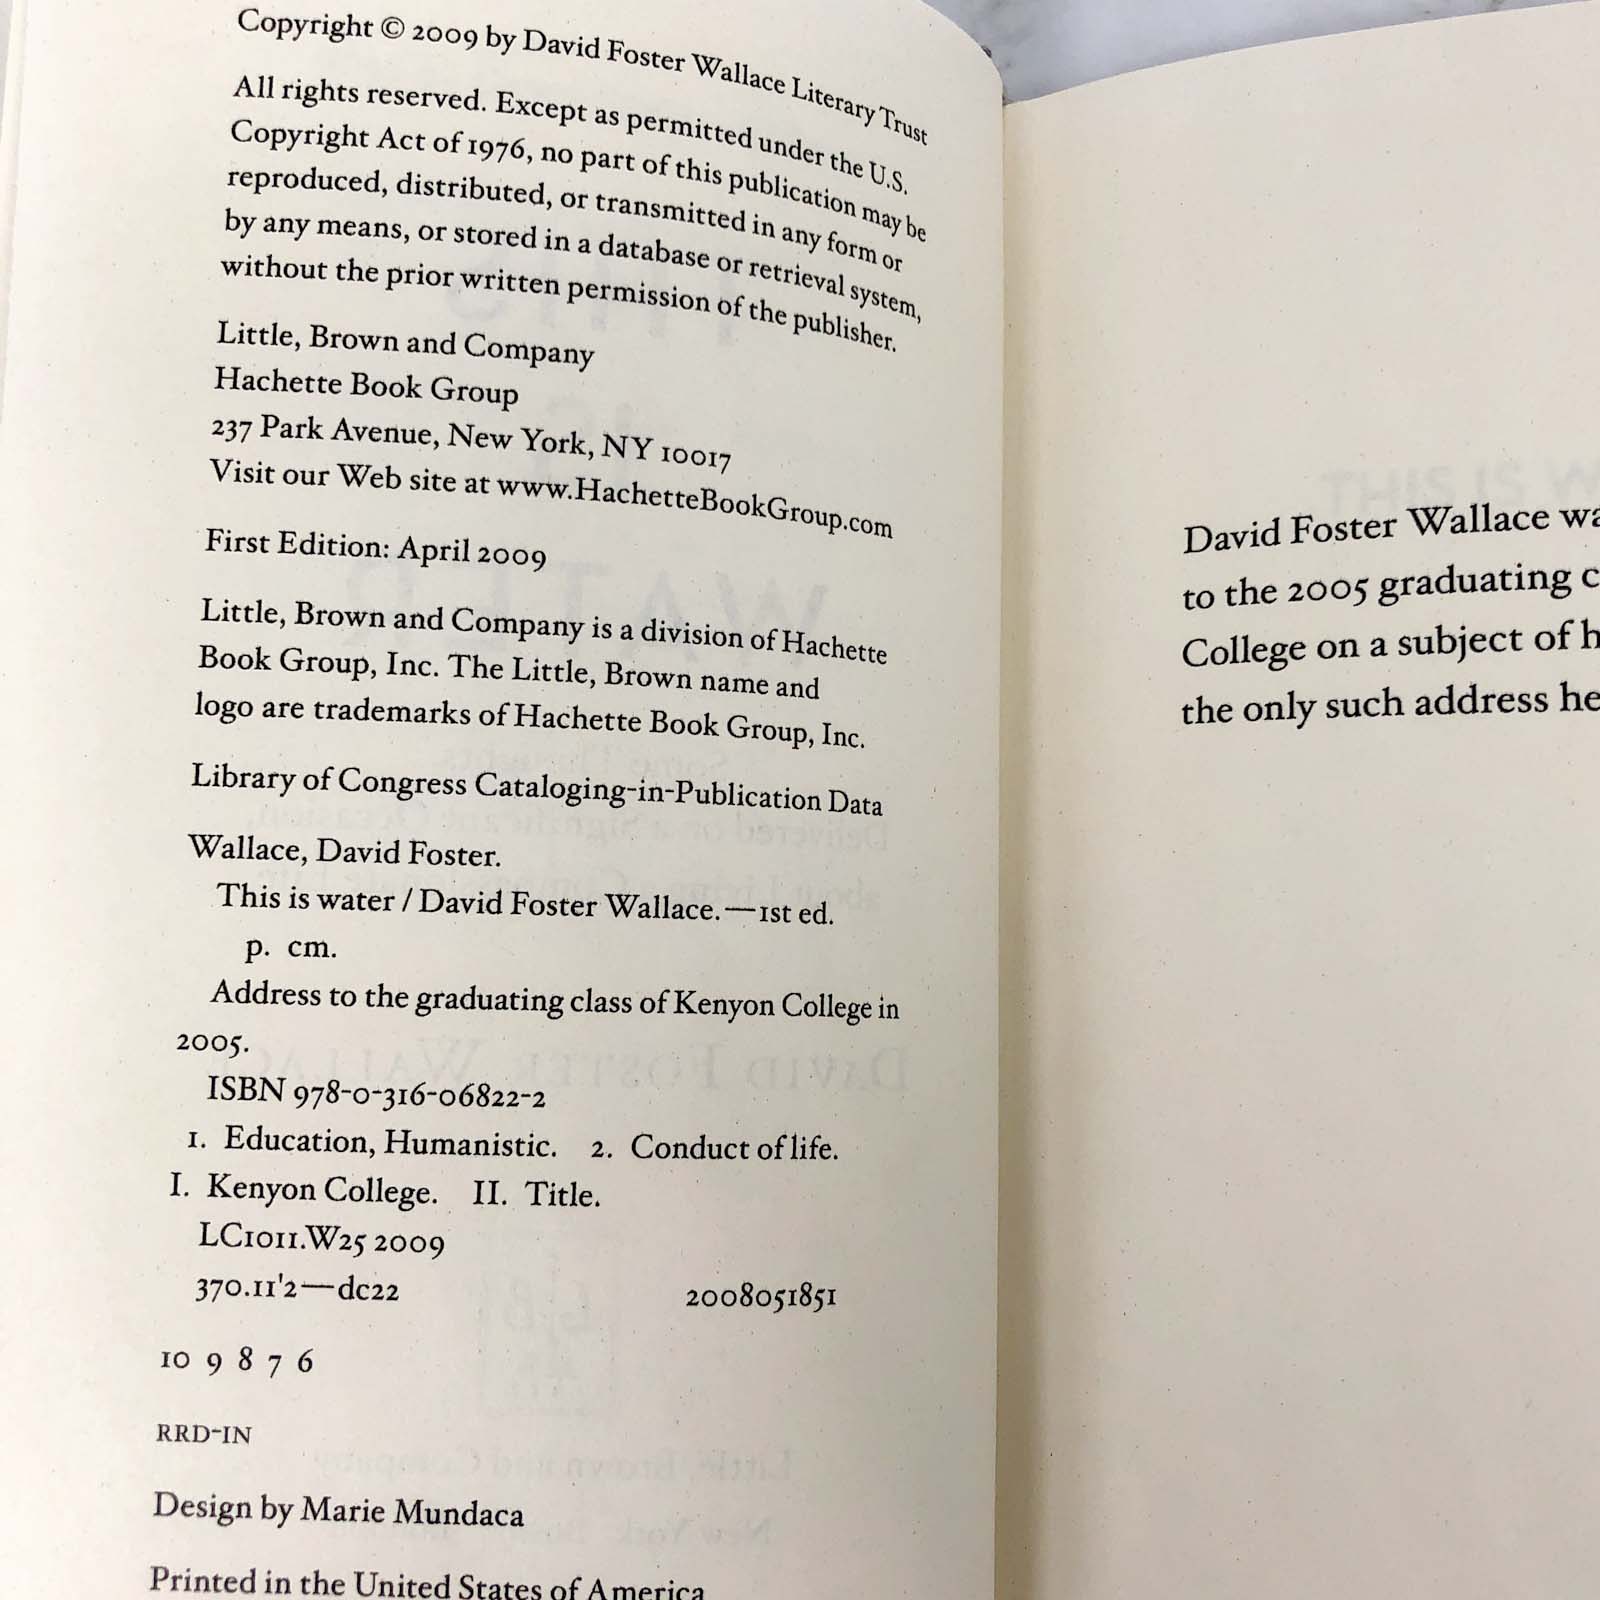 Copyright © 2009 by David Foster Wallace Literary Trust
All rights reserved. Except as permitted under the U.S.
Copyright Act of 1976, no part of this publication may be
reproduced, distributed, or transmitted in any form or
by any means, or stored in a database or retrieval system,
without the prior written permission of the publisher.
Little, Brown and Company
Hachette Book Group
237 Park Avenue, New York, NY 10017
Visit our Web site at www.HachetteBookGroup.com
First Edition: April 2009
Little, Brown and Company is a division of Hachette
Book Group, Inc. The Little, Brown name and
logo are trademarks of Hachette Book Group, Inc.
Library of Congress Cataloging-in-Publication Data
Wallace, David Foster.
This is water / David Foster Wallace.—1st ed.
p. cm.
Address to the graduating class of Kenyon College in
2005.
ISBN 978-0-316-06822-2
1. Education, Humanistic. 2. Conduct of life.
I. Kenyon College. II. Title.
LC1011.W25 2009
370.11'2—dc22 2008051851
10 9 8 7 6
RRD-IN
Design by Marie Mundaca
Printed in the United States of America
David Foster Wallace
to the 2005 graduating
College on a subject of
the only such address